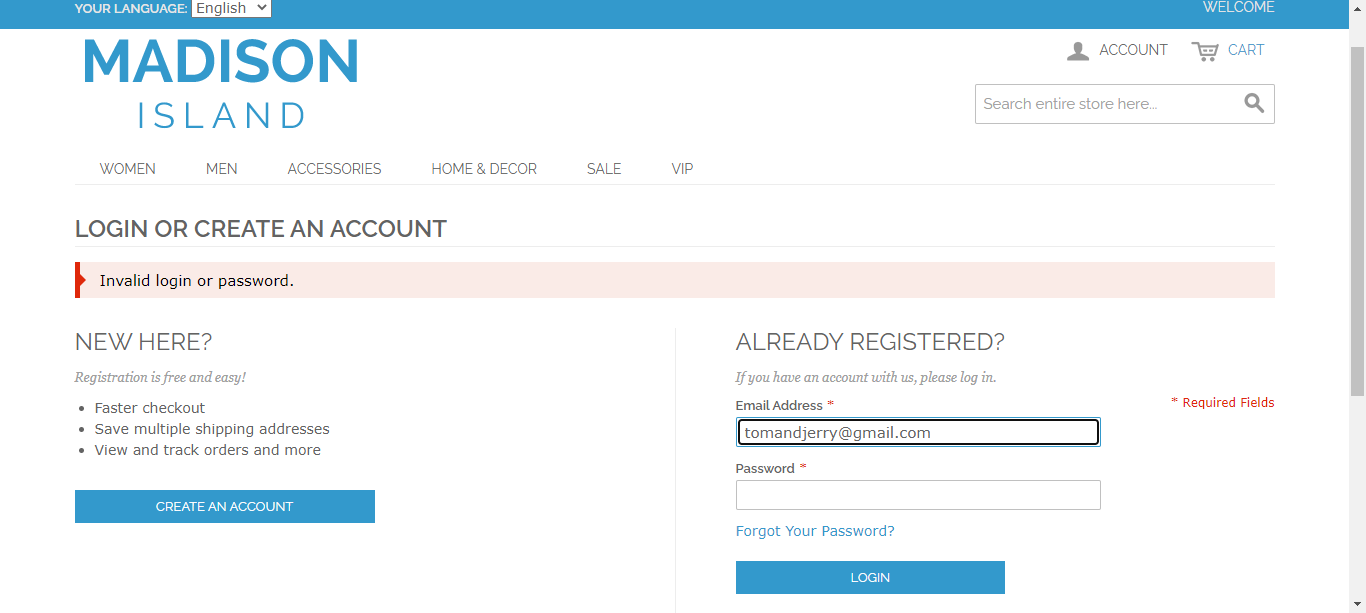 YOUR LANGUAGE: English
WELCOME
MADISON
ISLAND
ACCOUNT CART
Search entire store here...
WOMEN MEN ACCESSORIES HOME & DECOR SALE VIP
LOGIN OR CREATE AN ACCOUNT
Invalid login or password.
NEW HERE?
Registration is free and easy!
• Faster checkout
• Save multiple shipping addresses
• View and track orders and more
CREATE AN ACCOUNT
ALREADY REGISTERED?
If you have an account with us, please log in.
* Required Fields
Email Address *
tomandjerry@gmail.com
Password *
Forgot Your Password?
LOGIN